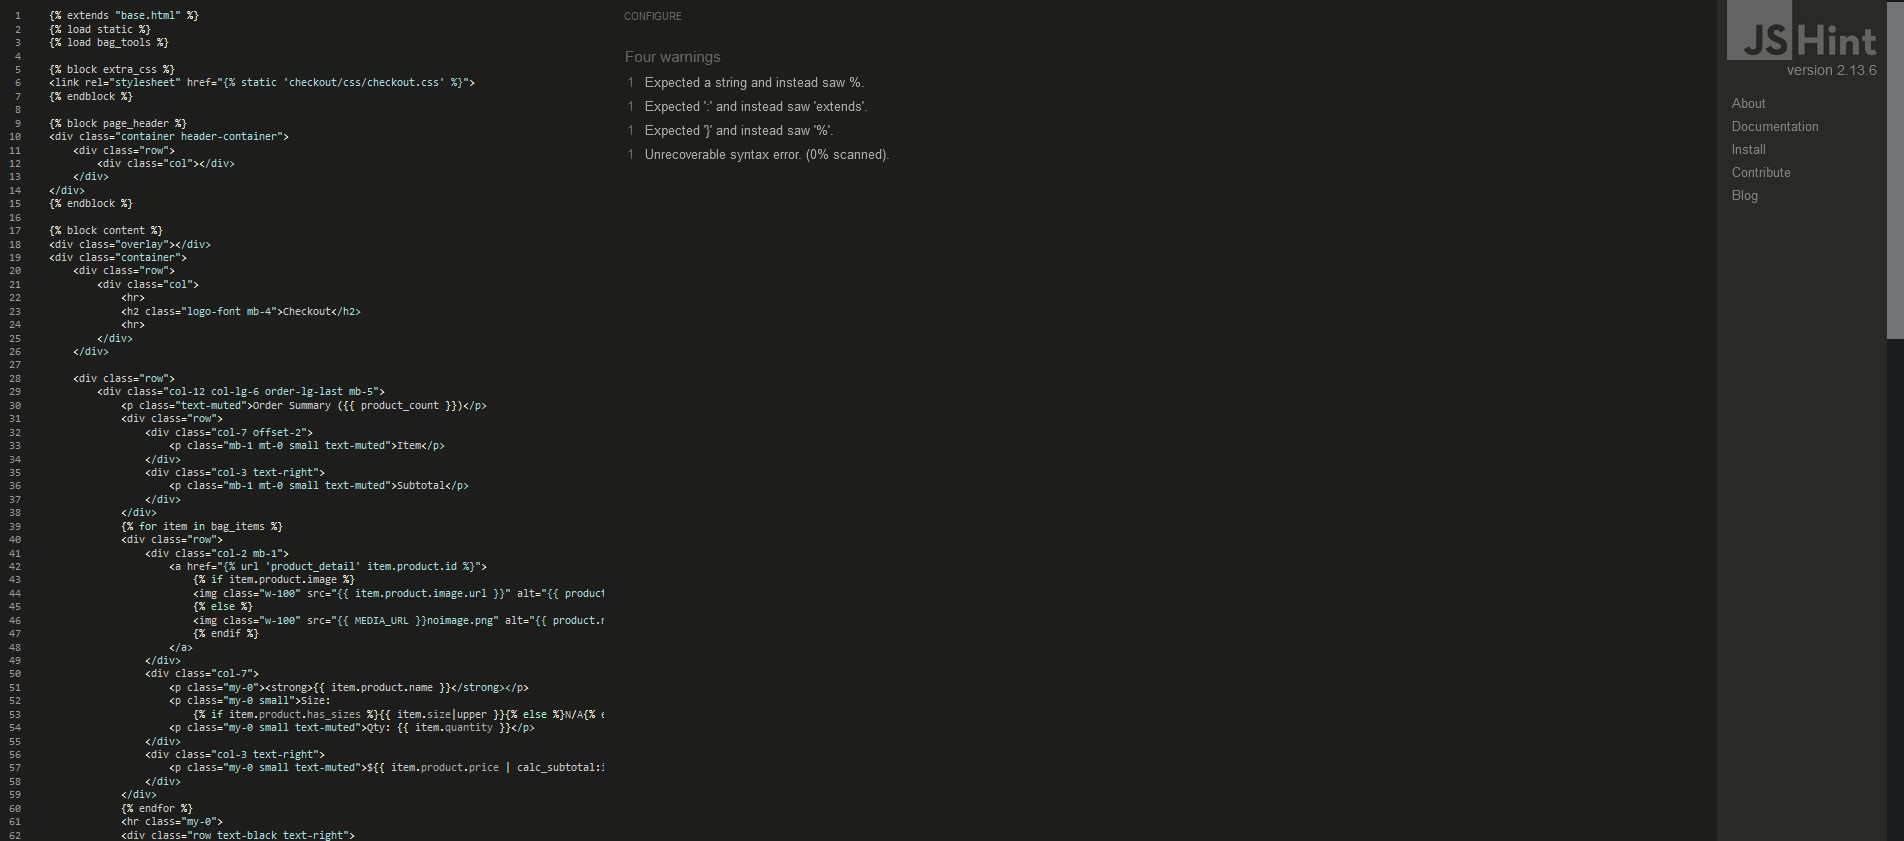 1 {% extends "base.html" %}
2 {% load static %}
3 {% load bag_tools %}
4
5 {% block extra_css %}
6 <link rel="stylesheet" href="{% static 'checkout/css/checkout.css' %}">
7 {% endblock %}
8
9 {% block page_header %}
10 <div class="container header-container">
11 <div class="row">
12 <div class="col"></div>
13 </div>
14 </div>
15 {% endblock %}
16
17 {% block content %}
18 <div class="overlay"></div>
19 <div class="container">
20 <div class="row">
21 <div class="col">
22 <hr>
23 <h2 class="logo-font mb-4">Checkout</h2>
24 <hr>
25 </div>
26 </div>
27
28 <div class="row">
29 <div class="col-12 col-lg-6 order-lg-last mb-5">
30 <p class="text-muted">Order Summary ({{ product_count }})</p>
31 <div class="row">
32 <div class="col-7 offset-2">
33 <p class="mb-1 mt-0 small text-muted">Item</p>
34 </div>
35 <div class="col-3 text-right">
36 <p class="mb-1 mt-0 small text-muted">Subtotal</p>
37 </div>
38 </div>
39 {% for item in bag_items %}
40 <div class="row">
41 <div class="col-2 mb-1">
42 <a href="{% url 'product_detail' item.product.id %}">
43 {% if item.product.image %}
44 <img class="w-100" src="{{ item.product.image.url }}" alt="{{ product
45 {% else %}
46 <img class="w-100" src="{{ MEDIA_URL }}noimage.png" alt="{{ product.r
47 {% endif %}
48 </a>
49 </div>
50 <div class="col-7">
51 <p class="my-0"><strong>{{ item.product.name }}</strong></p>
52 <p class="my-0 small">Size:
53 {% if item.product.has_sizes %}{{ item.size|upper }}{% else %}N/A{% e
54 <p class="my-0 small text-muted">Qty: {{ item.quantity }}</p>
55 </div>
56 <div class="col-3 text-right">
57 <p class="my-0 small text-muted">${{ item.product.price | calc_subtotal:i
58 </div>
59 </div>
60 {% endfor %}
61 <hr class="my-0">
62 <div class="row text-black text-right">
CONFIGURE
Four warnings
1 Expected a string and instead saw %.
1 Expected ':' and instead saw 'extends'.
1 Expected '}' and instead saw '%'.
1 Unrecoverable syntax error. (0% scanned).
JSHint
version 2.13.6
About
Documentation
Install
Contribute
Blog